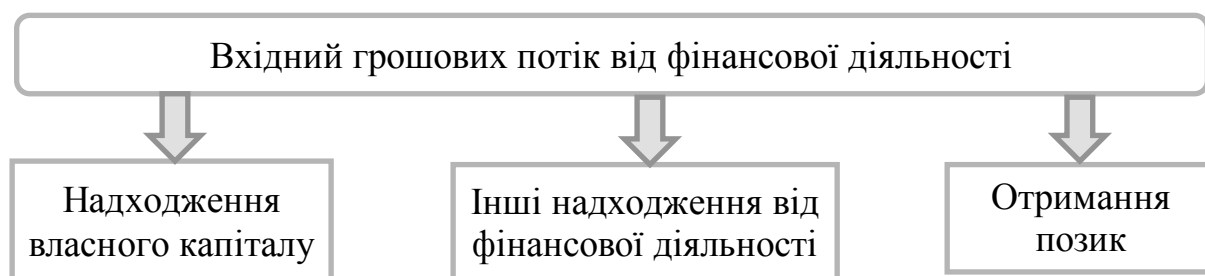 Вхідний грошових потік від фінансової діяльності
Надходження
власного капіталу
Інші надходження від
фінансової діяльності
Отримання
позик